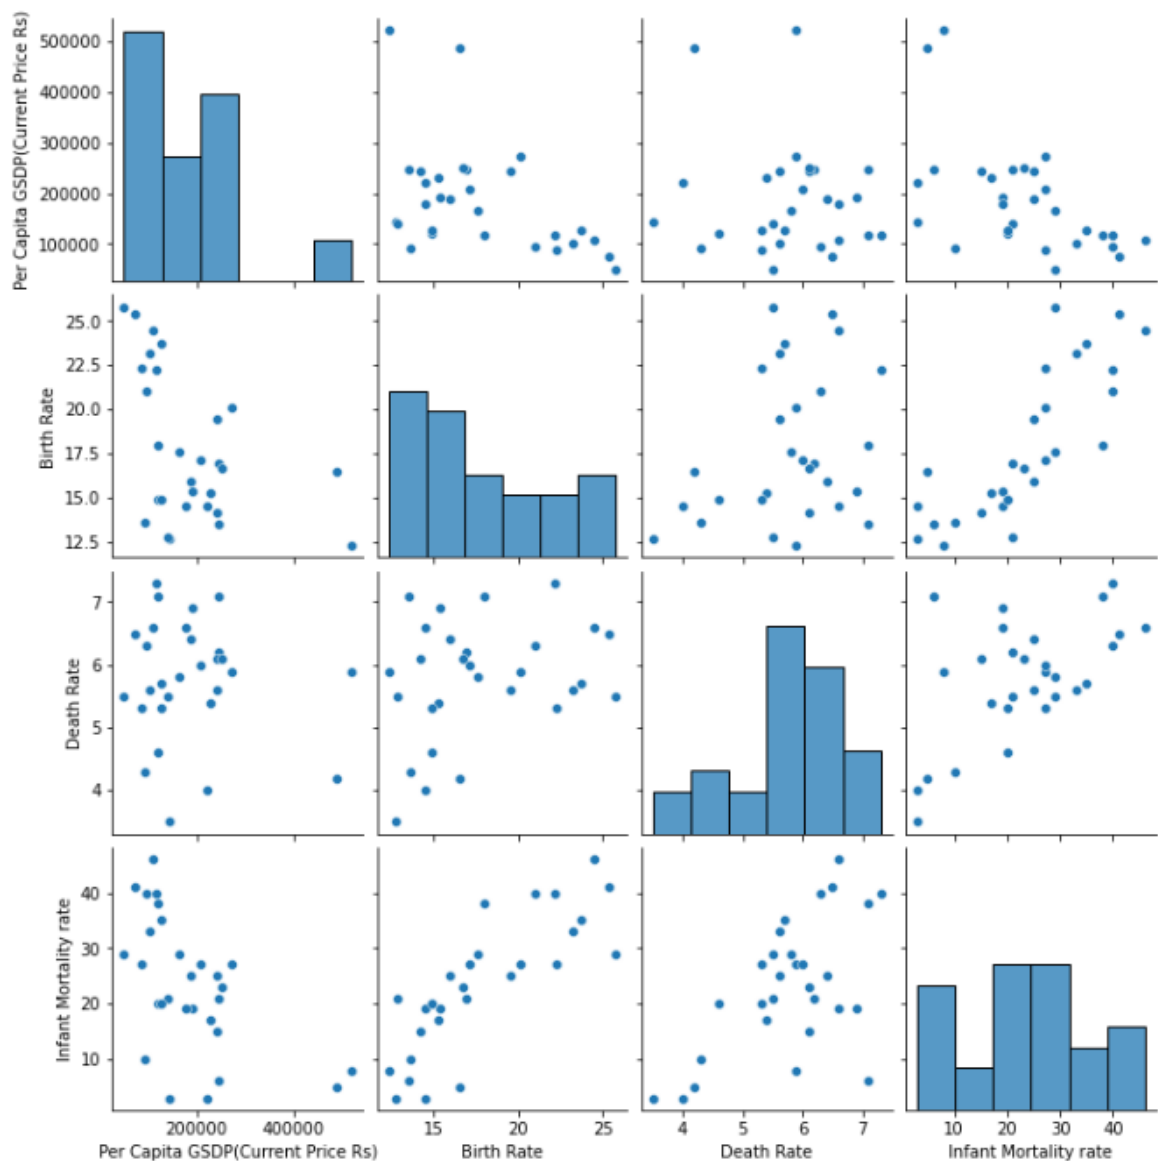 Per Capita GSDP(Current Price Rs)
500000
400000
300000
200000
100000
Birth Rate
25.0
22.5
20.0
17.5
15.0
12.5
Death Rate
7
6
5
4
Infant Mortality rate
40
30
20
10
200000 400000
15 20 25
4 5 6 7
10 20 30 40
Per Capita GSDP(Current Price Rs)
Birth Rate
Death Rate
Infant Mortality rate